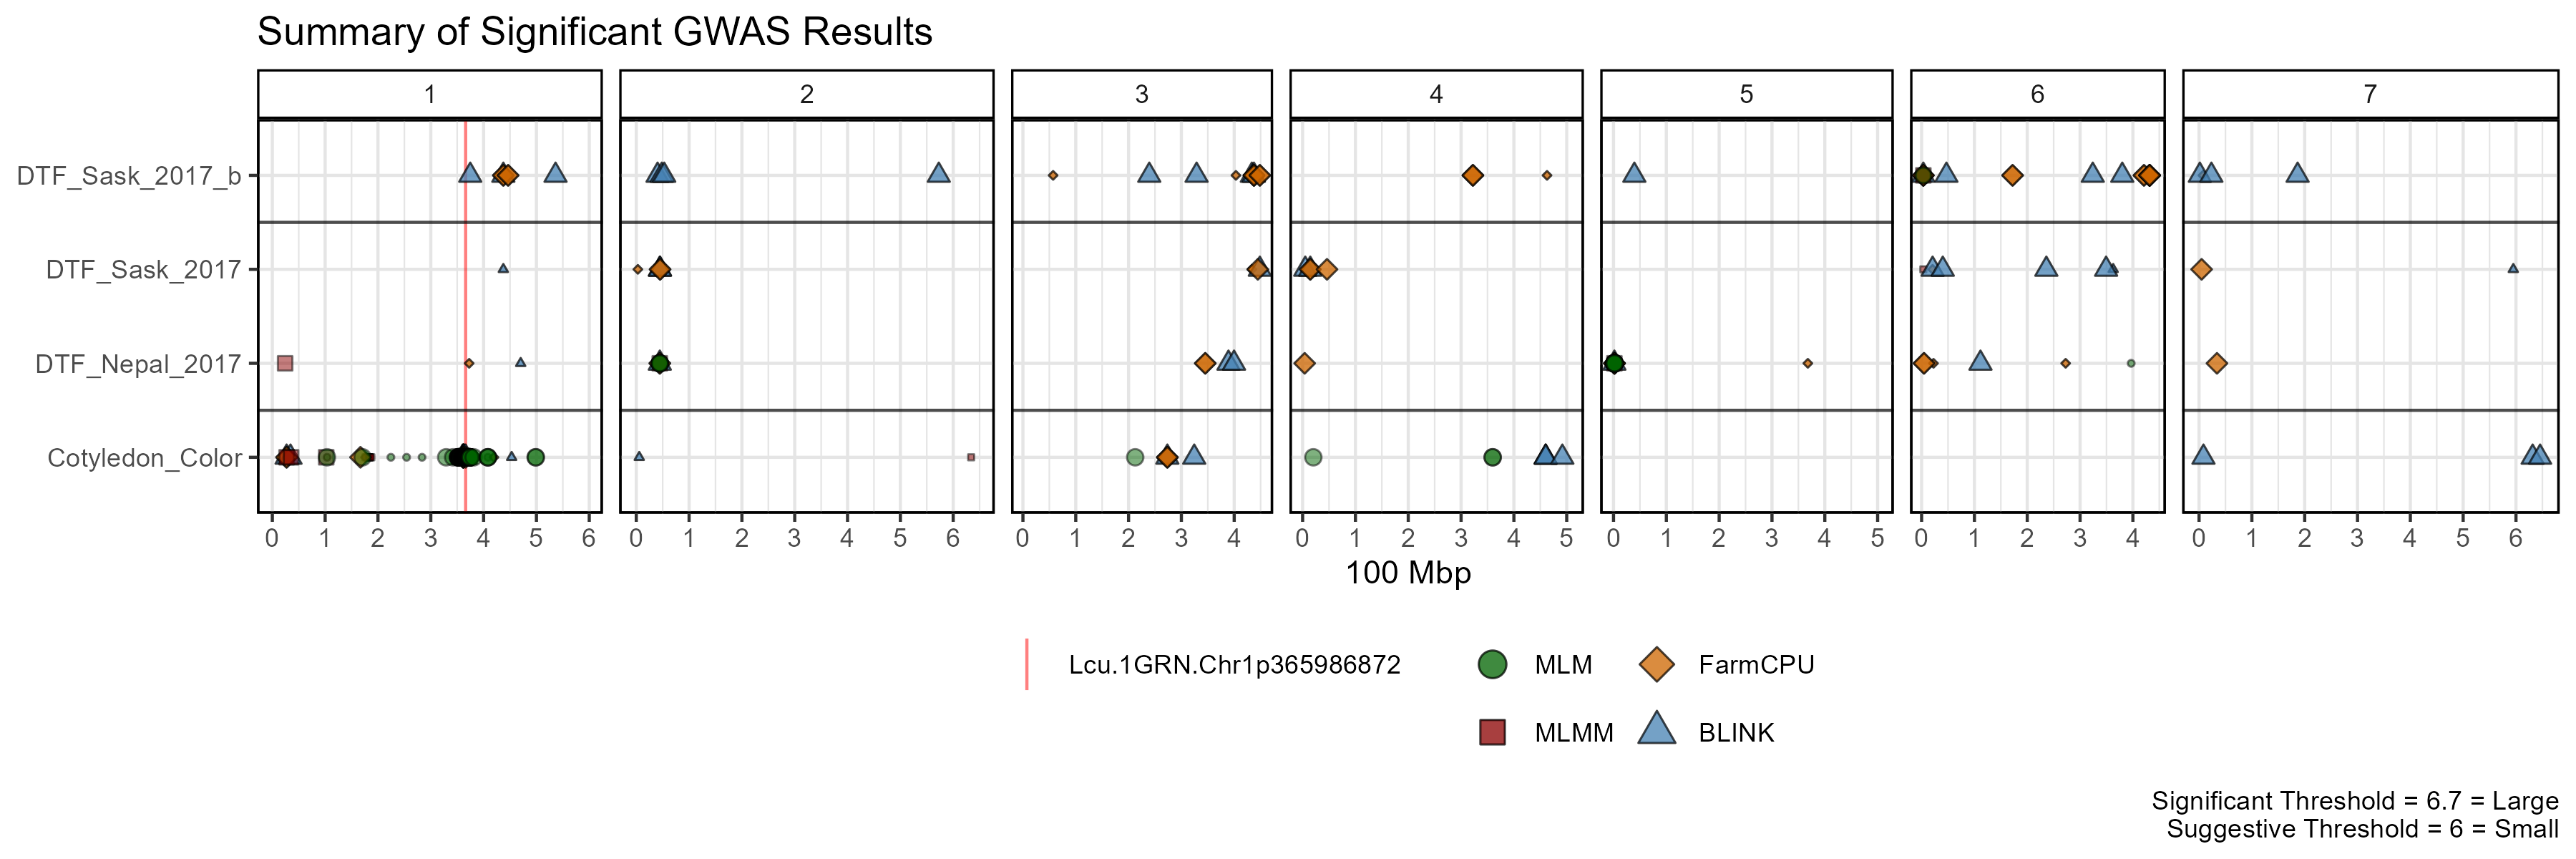 Summary of Significant GWAS Results
1 2 3 4 5 6 7
DTF_Sask_2017_b
DTF_Sask_2017
DTF_Nepal_2017
Cotyledon_Color
0 1 2 3 4 5 6 0 1 2 3 4 5 6 0 1 2 3 4 0 1 2 3 4 5 0 1 2 3 4 5 0 1 2 3 4 0 1 2 3 4 5 6
100 Mbp
Lcu.1GRN.Chr1p365986872 MLM FarmCPU
MLMM BLINK
Significant Threshold = 6.7 = Large
Suggestive Threshold = 6 = Small